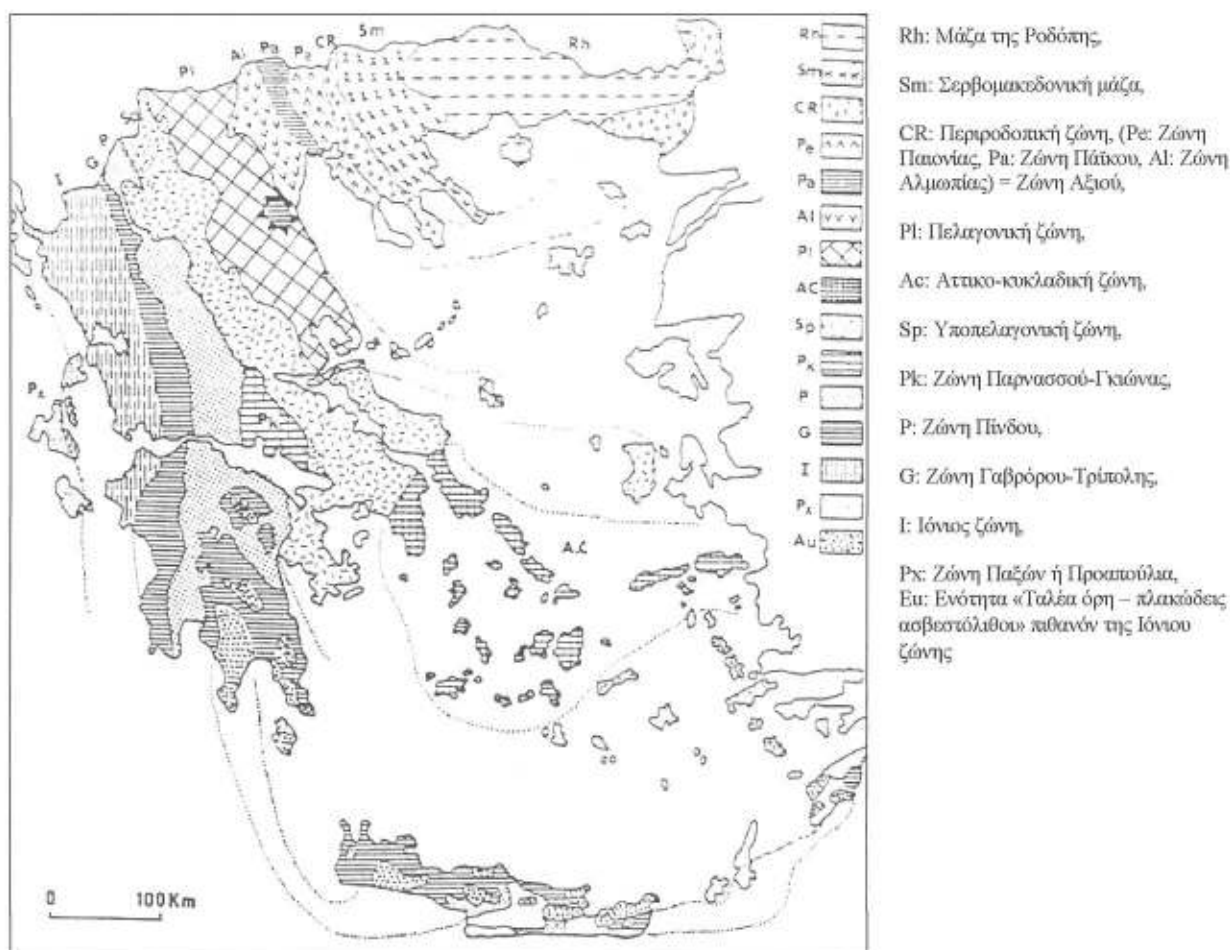 Sm
CR
Pa
Pe
Al
Rh
Pl
Sp
P
G
I
Px
Pk
A.C
0 100 Km
Rh
Sm
CR
Pe
Pa
Al
Pl
AC
Sp
Pk
P
G
I
Px
Au
Rh: Μάζα της Ροδόπης,
Sm: Σερβομακεδονική μάζα,
CR: Περιροδοπική ζώνη, (Pe: Ζώνη
Παιονίας, Pa: Ζώνη Πάϊκου, Al: Ζώνη
Αλμωπίας) = Ζώνη Αξιού,
Pl: Πελαγονική ζώνη,
Ac: Αττικο-κυκλαδική ζώνη,
Sp: Υποπελαγονική ζώνη,
Pk: Ζώνη Παρνασσού-Γκιώνας,
P: Ζώνη Πίνδου,
G: Ζώνη Γαβρόρου-Τρίπολης,
I: Ιόνιος ζώνη,
Px: Ζώνη Παξών ή Προαπούλια,
Eu: Ενότητα «Ταλέα όρη – πλακώδεις
ασβεστόλιθοι» πιθανόν της Ιόνιου
ζώνης